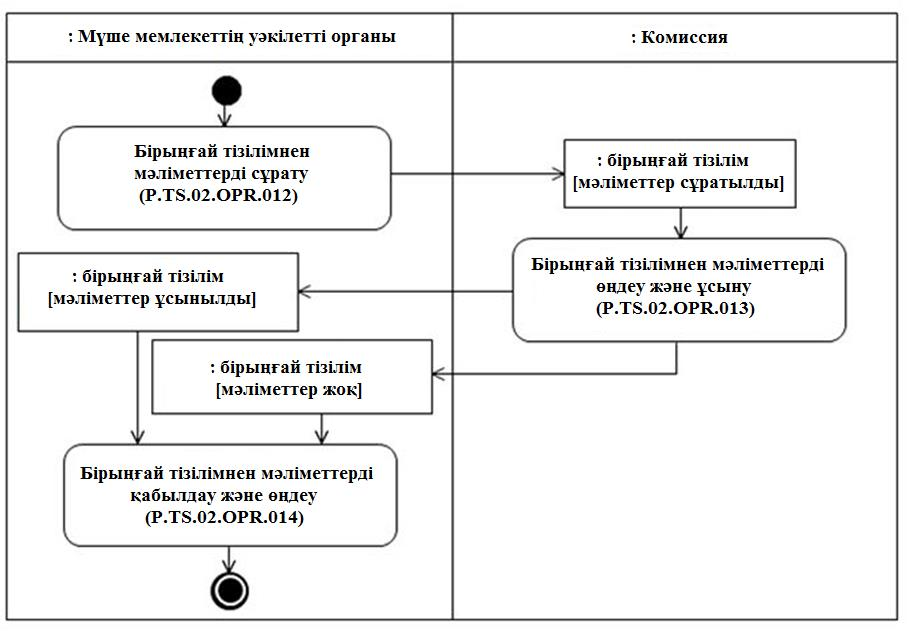 : Мүше мемлекеттің уәкілетті органы
: Комиссия
Бірыңғай тізілімнен
мәліметтерді сұрату
(P.TS.02.OPR.012)
: бірыңғай тізілім
[мәліметтер сұратылды]
Бірыңғай тізілімнен мәліметтерді
өңдеу және ұсыну
(P.TS.02.OPR.013)
: бірыңғай тізілім
[мәліметтер ұсынылды]
: бірыңғай тізілім
[мәліметтер жоқ]
Бірыңғай тізілімнен мәліметтерді
қабылдау және өңдеу
(P.TS.02.OPR.014)